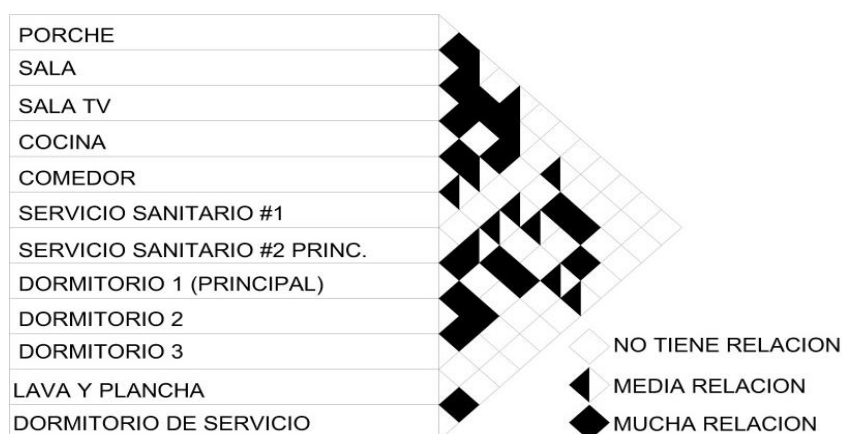 PORCHE
SALA
SALA TV
COCINA
COMEDOR
SERVICIO SANITARIO #1
SERVICIO SANITARIO #2 PRINC.
DORMITORIO 1 (PRINCIPAL)
DORMITORIO 2
DORMITORIO 3
LAVA Y PLANCHA
DORMITORIO DE SERVICIO
NO TIENE RELACION
MEDIA RELACION
MUCHA RELACION